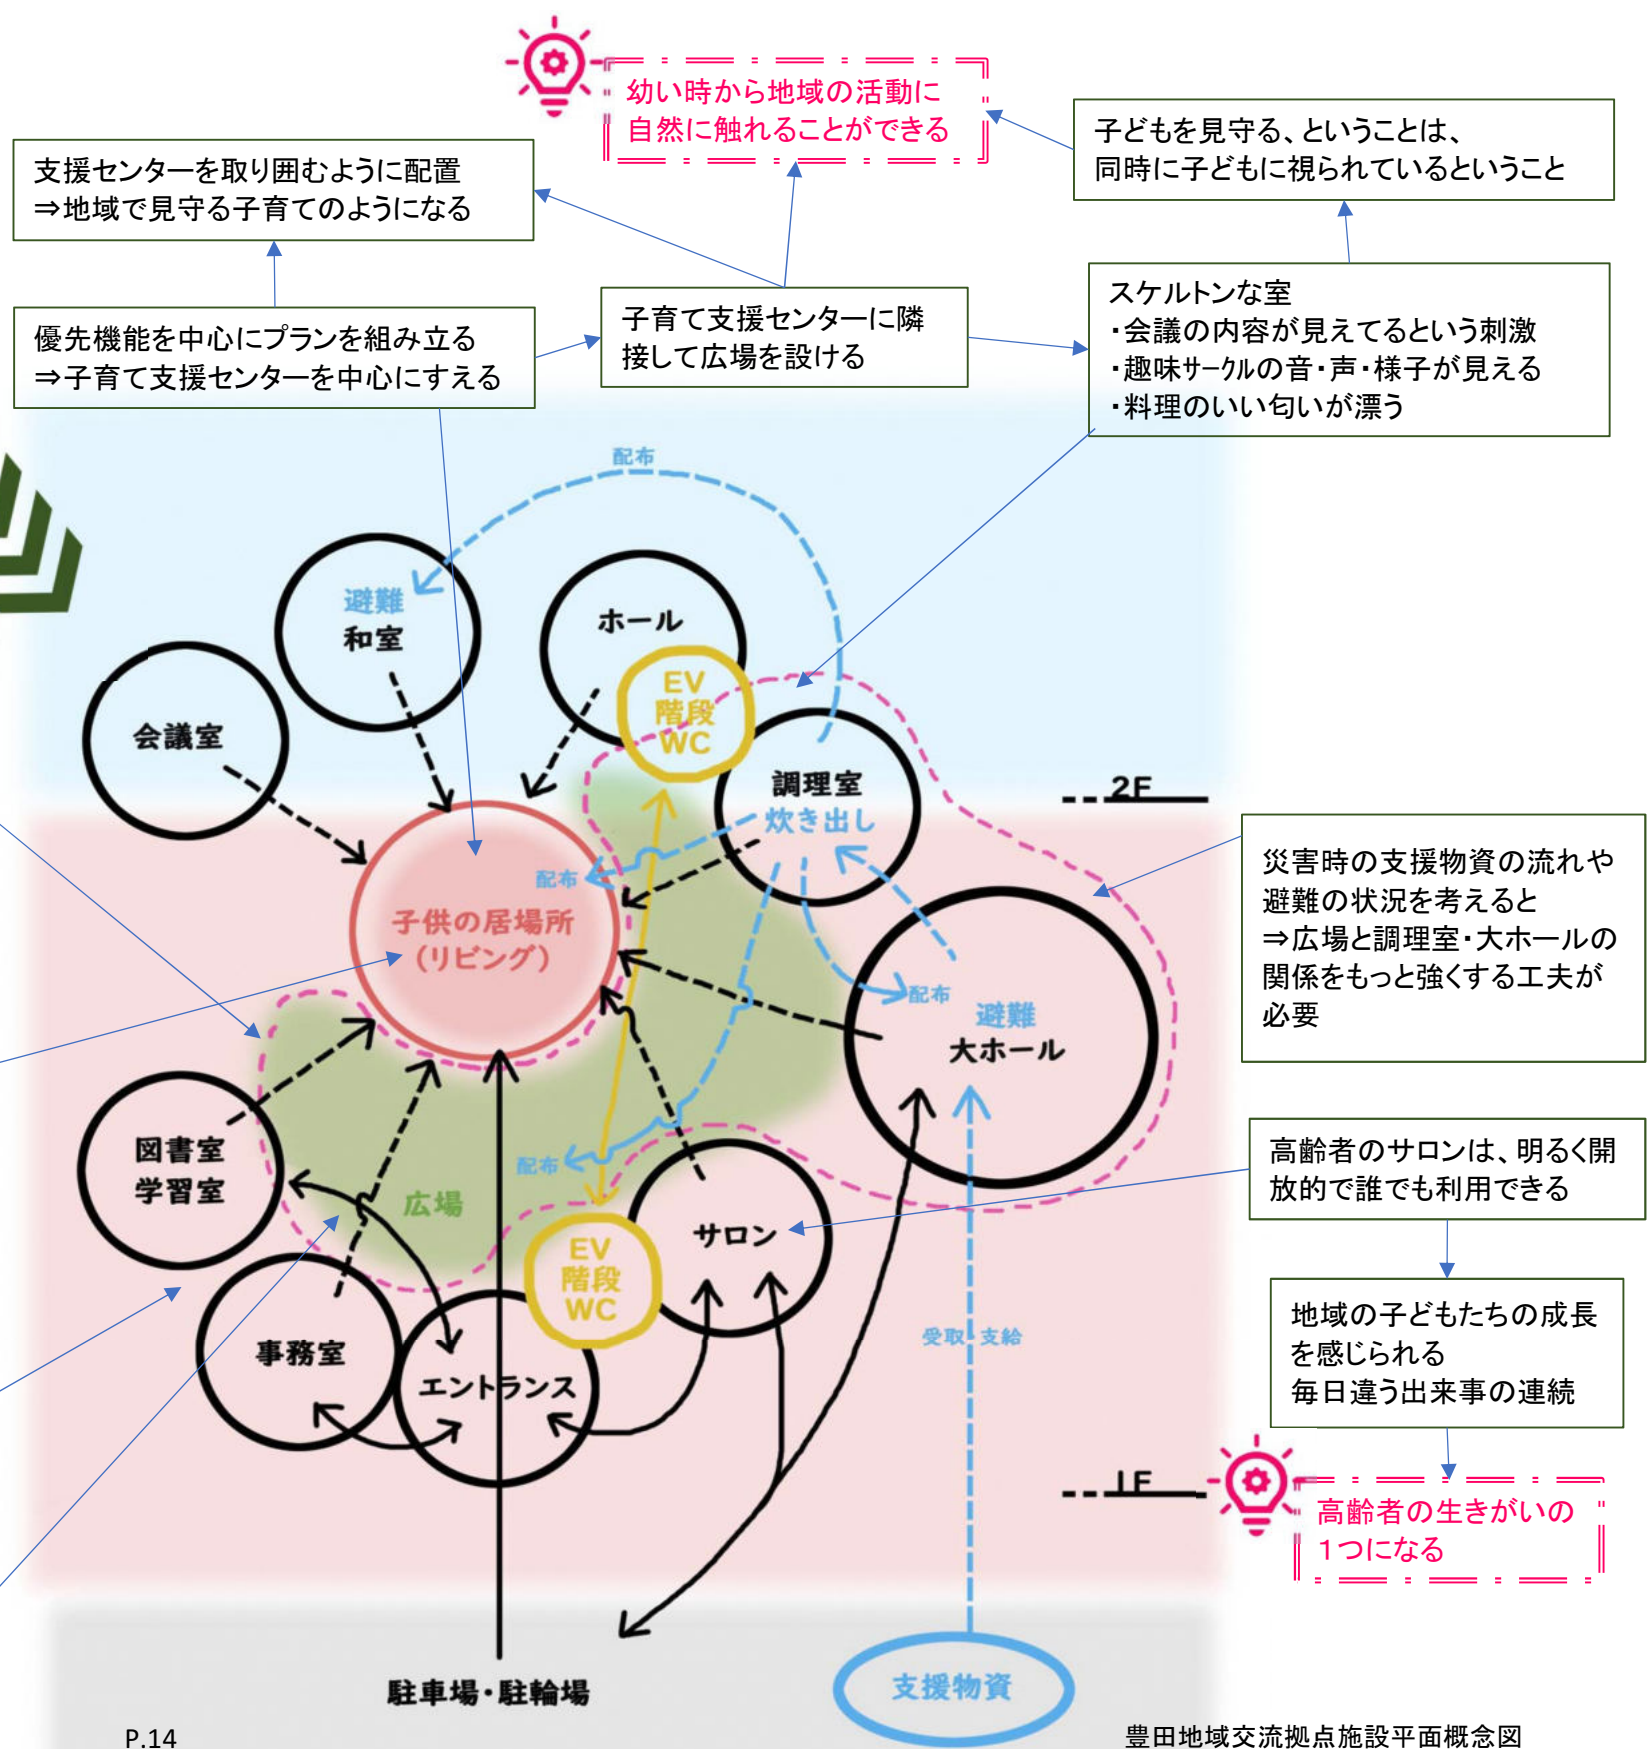 幼い時から地域の活動に
自然に触れることができる
子どもを見守る、ということは、
同時に子どもに視られているということ
支援センターを取り囲むように配置
⇒地域で見守る子育てのようになる
優先機能を中心にプランを組み立る
⇒子育て支援センターを中心にすえる
子育て支援センターに隣
接して広場を設ける
スケルトンな室
・会議の内容が見えてるという刺激
・趣味サークルの音・声・様子が見える
・料理のいい匂いが漂う
配布
避難
和室
ホール
会議室
EV
階段
WC
調理室
炊き出し
2F
配布
子供の居場所
(リビング)
配布
避難
大ホール
災害時の支援物資の流れや
避難の状況を考えると
⇒広場と調理室・大ホールの
関係をもっと強くする工夫が
必要
図書室
学習室
配布
広場
サロン
EV
階段
WC
高齢者のサロンは、明るく開
放的で誰でも利用できる
事務室
エントランス
受取 支給
地域の子どもたちの成長
を感じられる
毎日違う出来事の連続
1F
高齢者の生きがいの
１つになる
駐車場・駐輪場
支援物資
P.14
豊田地域交流拠点施設平面概念図